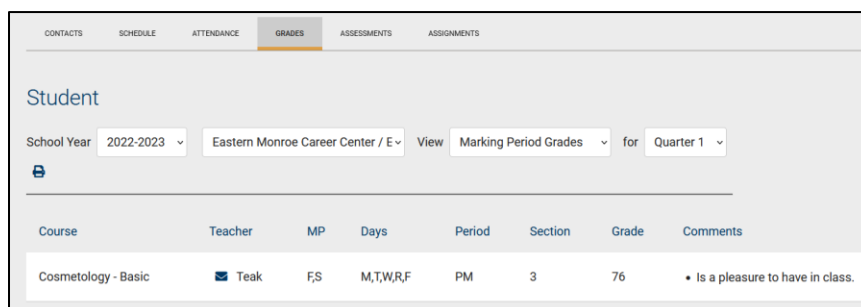 CONTACTS SCHEDULE ATTENDANCE GRADES ASSESSMENTS ASSIGNMENTS
Student
School Year 2022-2023 Eastern Monroe Career Center / E View Marking Period Grades for Quarter 1
Course Teacher MP Days Period Section Grade Comments
Cosmetology - Basic Teak F,S M,T,W,R,F PM 3 76 • Is a pleasure to have in class.